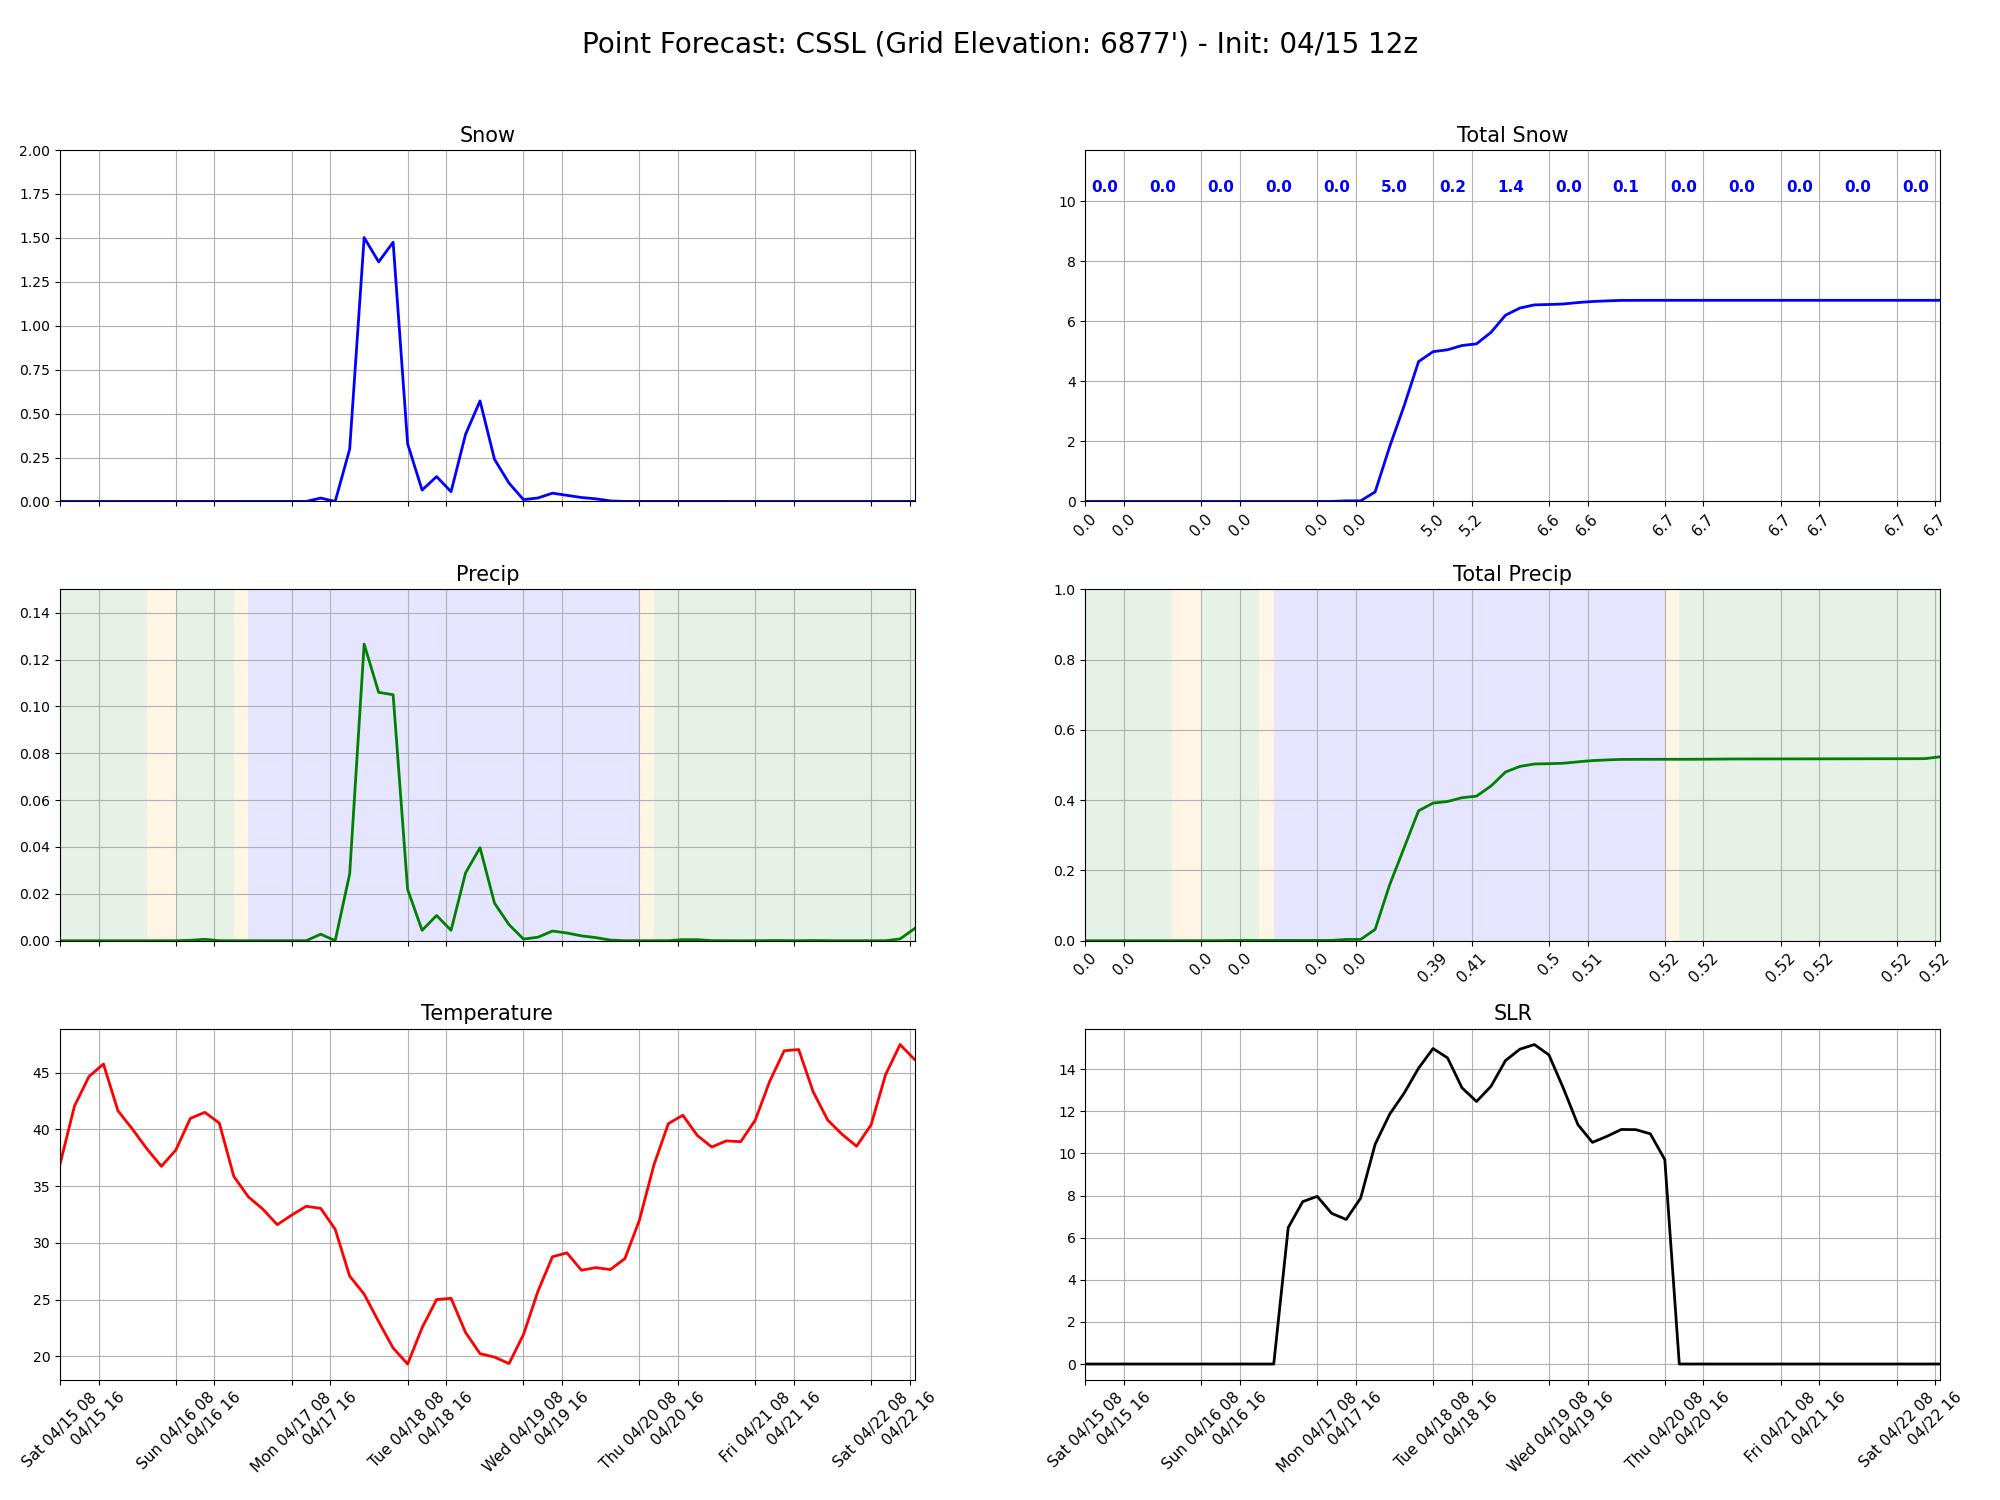 Point Forecast: CSSL (Grid Elevation: 6877') - Init: 04/15 12z
Snow
2.00
1.75
1.50
1.25
1.00
0.75
0.50
0.25
0.00
Total Snow
0.0 0.0 0.0 0.0 0.0 5.0 0.2 1.4 0.0 0.1 0.0 0.0 0.0 0.0 0.0
10
8
6
4
2
0
0.0 0.0 0.0 0.0 0.0 0.0 5.0 5.2 6.6 6.6 6.7 6.7 6.7 6.7 6.7 6.7
Precip
0.14
0.12
0.10
0.08
0.06
0.04
0.02
0.00
Total Precip
1.0
0.8
0.6
0.4
0.2
0.0
0.0 0.0 0.0 0.0 0.0 0.0 0.39 0.41 0.5 0.51 0.52 0.52 0.52 0.52 0.52 0.52
Temperature
45
40
35
30
25
20
Sat 04/15 08
04/15 16
Sun 04/16 08
04/16 16
Mon 04/17 08
04/17 16
Tue 04/18 08
04/18 16
Wed 04/19 08
04/19 16
Thu 04/20 08
04/20 16
Fri 04/21 08
04/21 16
Sat 04/22 08
04/22 16
SLR
14
12
10
8
6
4
2
0
Sat 04/15 08
04/15 16
Sun 04/16 08
04/16 16
Mon 04/17 08
04/17 16
Tue 04/18 08
04/18 16
Wed 04/19 08
04/19 16
Thu 04/20 08
04/20 16
Fri 04/21 08
04/21 16
Sat 04/22 08
04/22 16